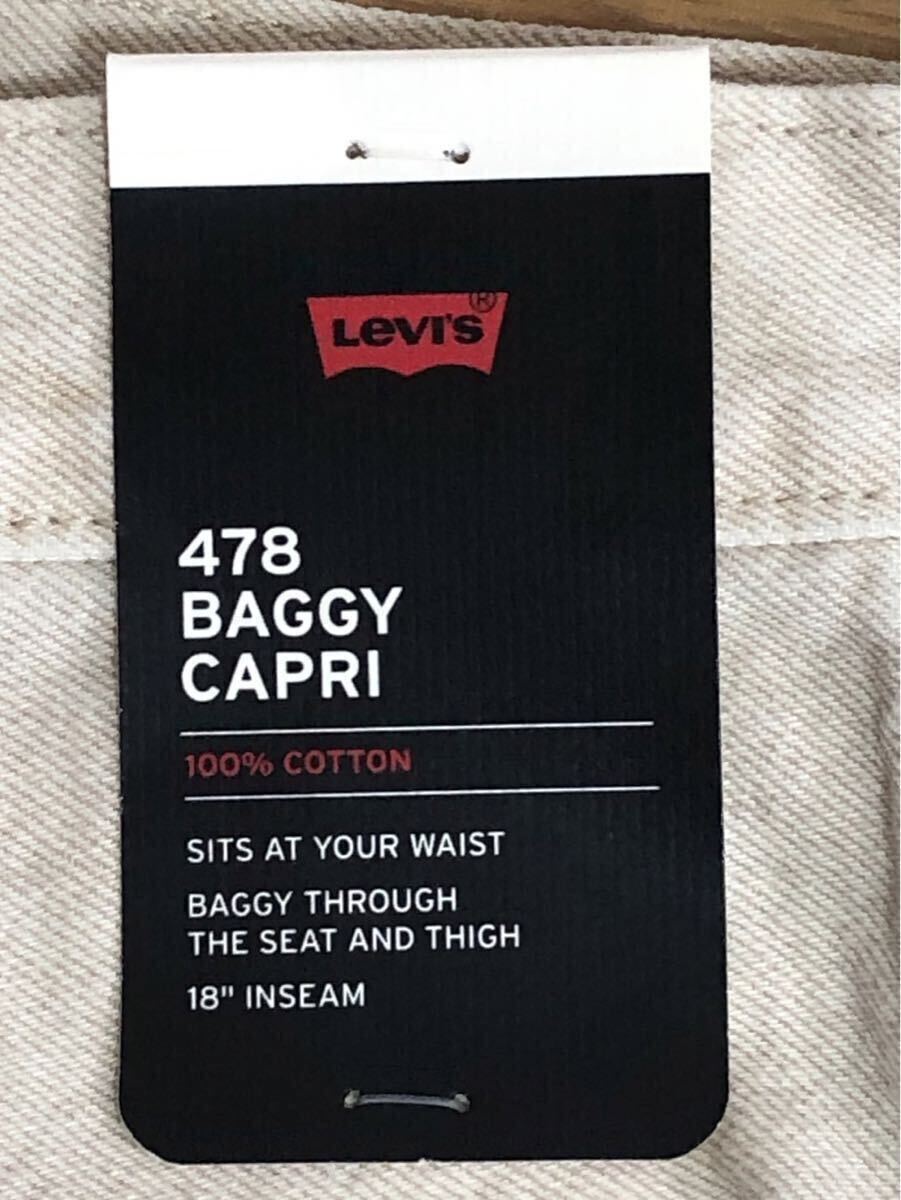 LEVI'S®
478
BAGGY
CAPRI
100% COTTON
SITS AT YOUR WAIST
BAGGY THROUGH
THE SEAT AND THIGH
18" INSEAM